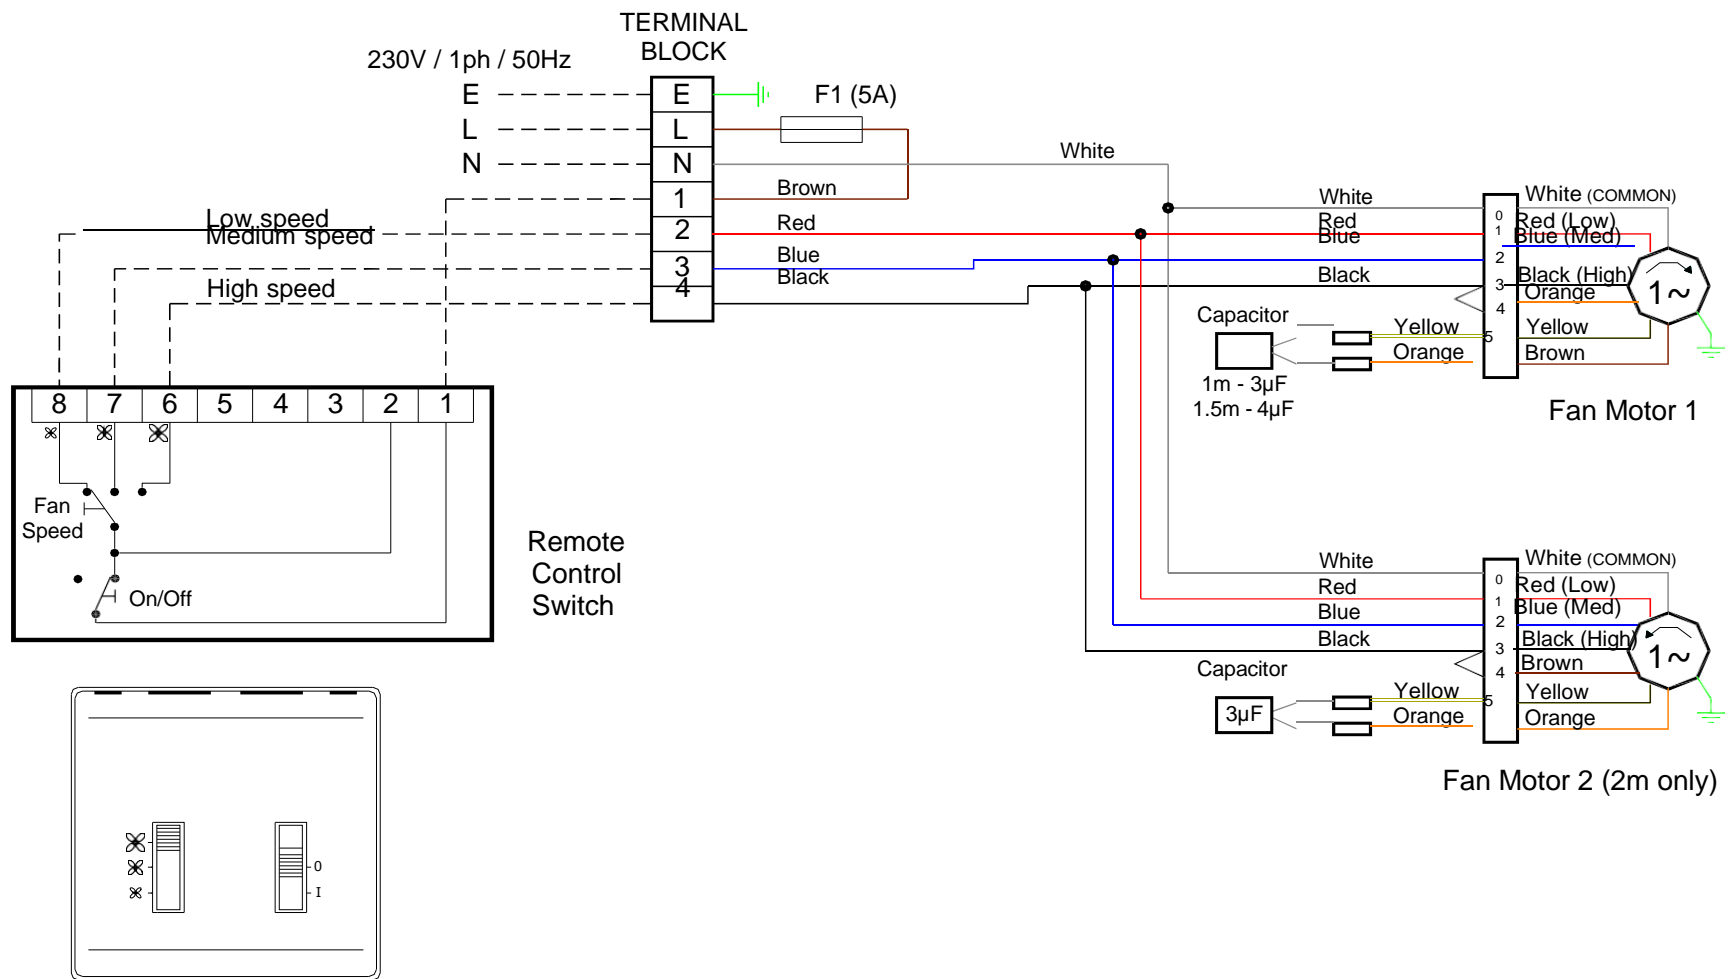 TERMINAL
BLOCK
230V / 1ph / 50Hz
E
E
F1 (5A)
L
L
N
N
White
1
Brown
Low speed
Medium speed
2
Red
3
Blue
Black
4
High speed
White
Red
Blue
Black
0
1
2
3
4
5
White (COMMON)
Red (Low)
Blue (Med)
Black (High)
Orange
Yellow
Brown
1~
Capacitor
Yellow
Orange
1m - 3µF
1.5m - 4µF
Fan Motor 1
8 7 6 5 4 3 2 1
Fan
Speed
On/Off
Remote
Control
Switch
White
Red
Blue
Black
0
1
2
3
4
5
White (COMMON)
Red (Low)
Blue (Med)
Black (High)
Brown
Yellow
Orange
1~
Capacitor
3µF
Yellow
Orange
Fan Motor 2 (2m only)
0
I